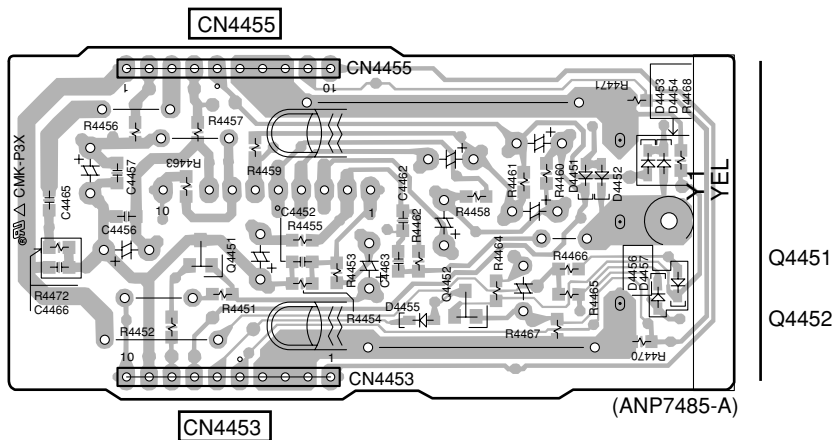 CN4455
CN4455
1
10
R4471
D4453
D4454
R4468
CMK-P3X
R4456
R4457
C4457
R4463
R4459
C4465
C4456
10
C4452
1
R4455
C4462
R4462
R4458
R4461
R4460
D4451
D4452
Y1
YEL
Q4451
R4453
C4463
R4464
R4466
D4456
D4457
Q4451
R4472
C4466
R4451
R4452
R4454
D4455
Q4452
R4465
R4467
R4470
Q4452
10
1
CN4453
CN4453
(ANP7485-A)